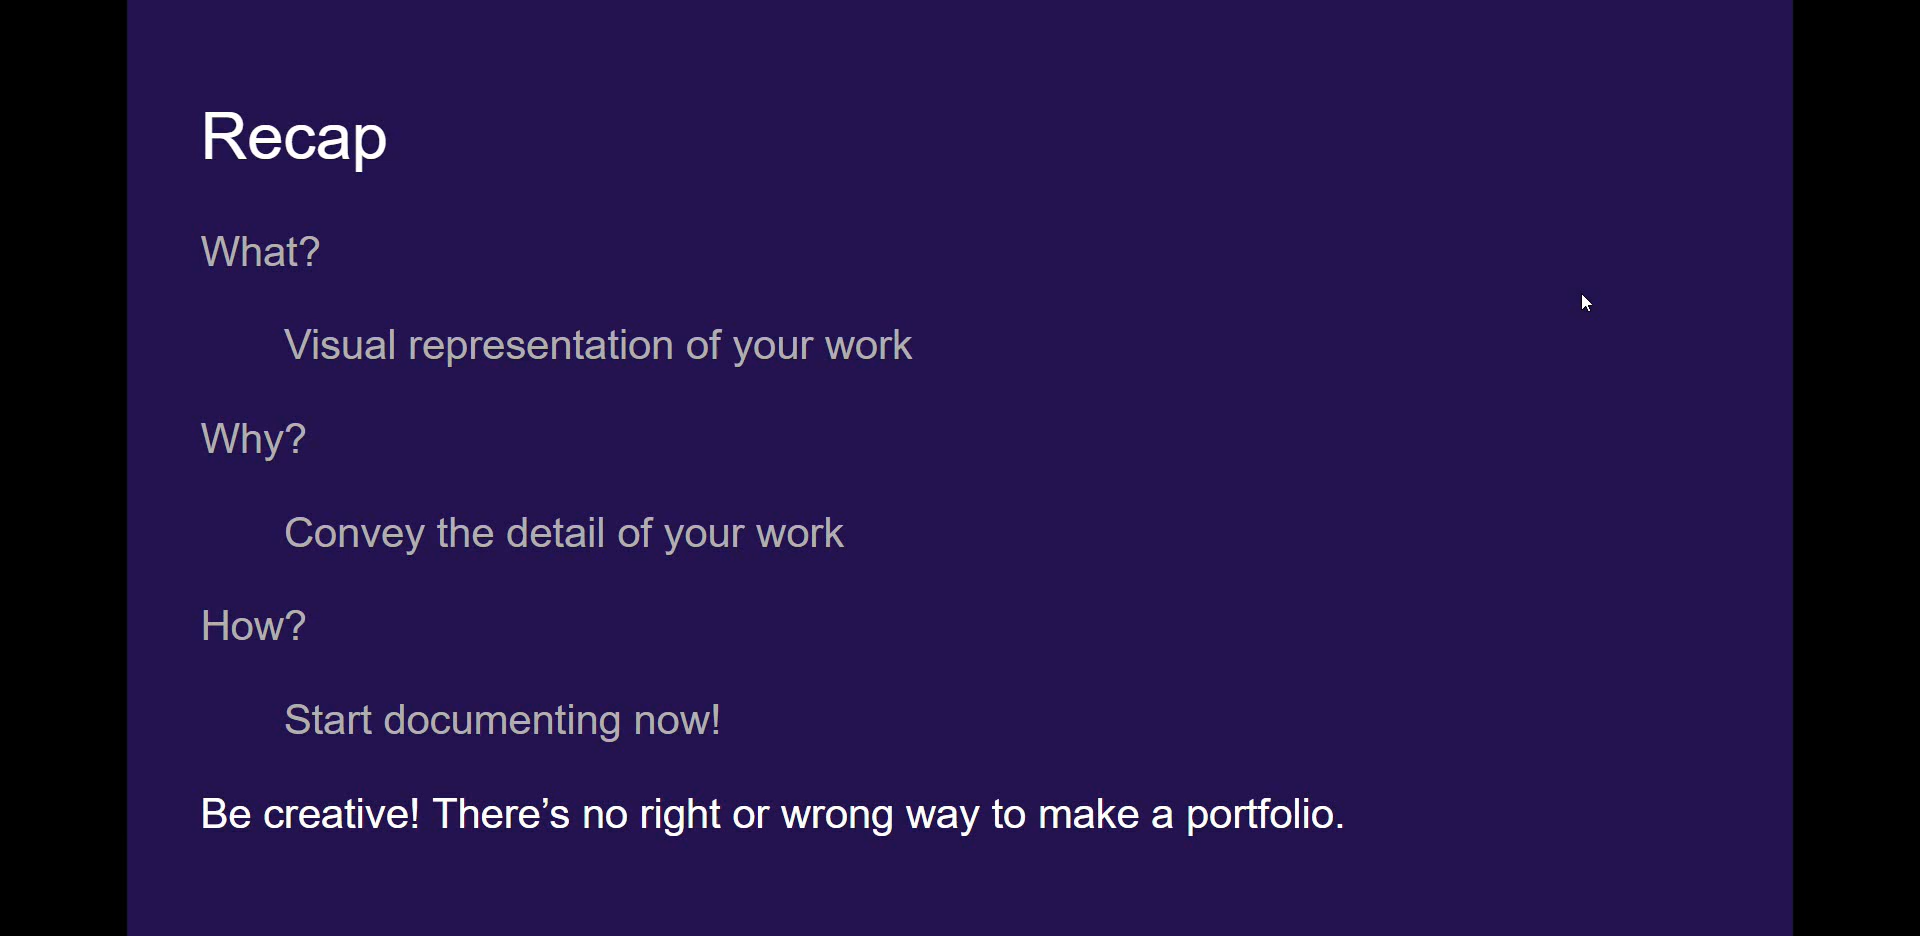 Recap
What?
Visual representation of your work
Why?
Convey the detail of your work
How?
Start documenting now!
Be creative! There’s no right or wrong way to make a portfolio.